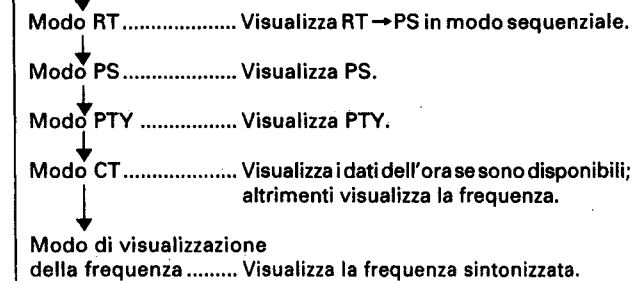 Modo RT.................... Visualizza RT → PS in modo sequenziale.
Modo PS.................... Visualizza PS.
Modo PTY ................. Visualizza PTY.
Modo CT.................... Visualizza i dati dell'ora se sono disponibili;
altrimenti visualizza la frequenza.
Modo di visualizzazione
della frequenza ......... Visualizza la frequenza sintonizzata.